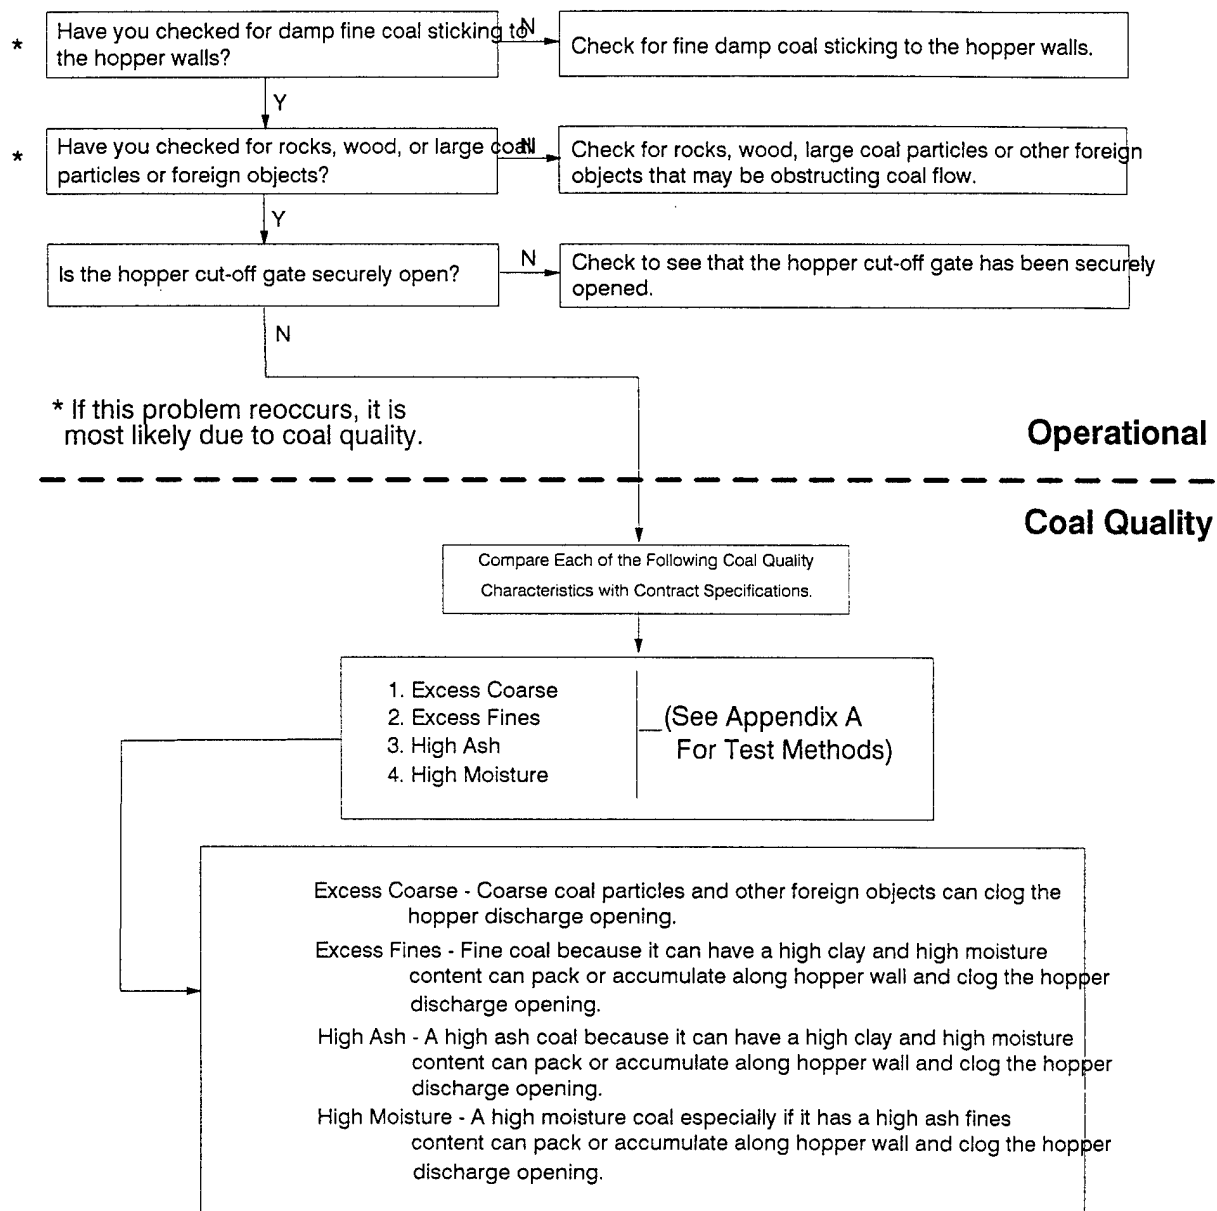 * Have you checked for damp fine coal sticking to
the hopper walls?
N
Check for fine damp coal sticking to the hopper walls.
Y
* Have you checked for rocks, wood, or large coal
particles or foreign objects?
N
Check for rocks, wood, large coal particles or other foreign
objects that may be obstructing coal flow.
Y
Is the hopper cut-off gate securely open?
N
Check to see that the hopper cut-off gate has been securely
opened.
N
* If this problem reoccurs, it is
most likely due to coal quality.
Operational
Coal Quality
Compare Each of the Following Coal Quality
Characteristics with Contract Specifications.
1. Excess Coarse
2. Excess Fines
3. High Ash
4. High Moisture
(See Appendix A
For Test Methods)
Excess Coarse - Coarse coal particles and other foreign objects can clog the
hopper discharge opening.
Excess Fines - Fine coal because it can have a high clay and high moisture
content can pack or accumulate along hopper wall and clog the hopper
discharge opening.
High Ash - A high ash coal because it can have a high clay and high moisture
content can pack or accumulate along hopper wall and clog the hopper
discharge opening.
High Moisture - A high moisture coal especially if it has a high ash fines
content can pack or accumulate along hopper wall and clog the hopper
discharge opening.